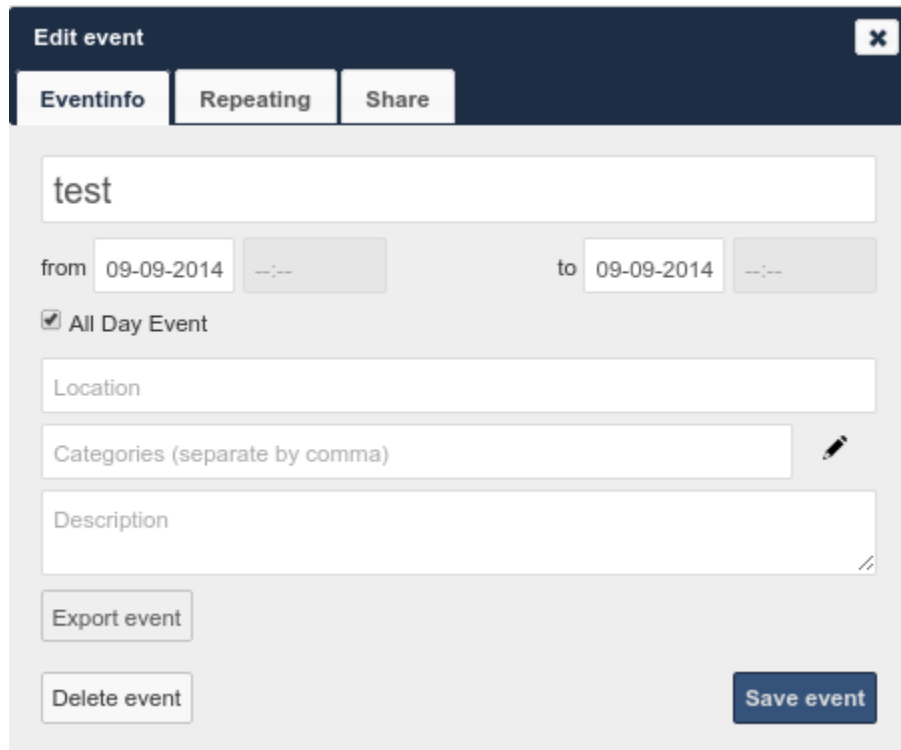 Edit event
Eventinfo Repeating Share
test
from 09-09-2014 --:-- to 09-09-2014 --:--
All Day Event
Location
Categories (separate by comma)
Description
Export event
Delete event Save event